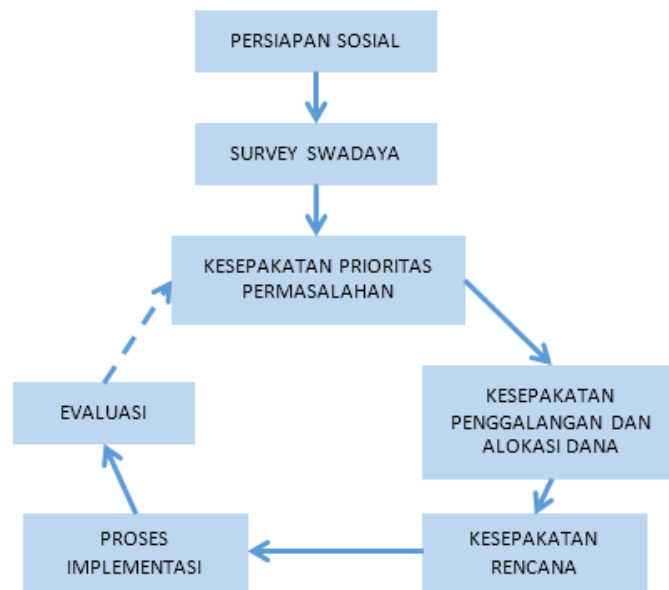 PERSIAPAN SOSIAL
SURVEY SWADAYA
KESEPAKATAN PRIORITAS
PERMASALAHAN
KESEPAKATAN
PENGGALANGAN DAN
ALOKASI DANA
KESEPAKATAN
RENCANA
PROSES
IMPLEMENTASI
EVALUASI